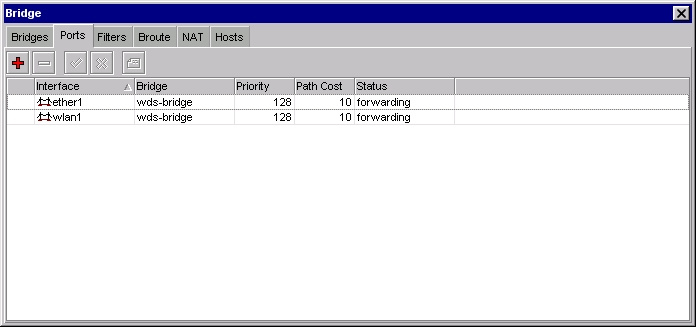 Bridge
Bridges Ports Filters Broute NAT Hosts
Interface Bridge Priority Path Cost Status
ether1 wds-bridge 128 10 forwarding
wlan1 wds-bridge 128 10 forwarding